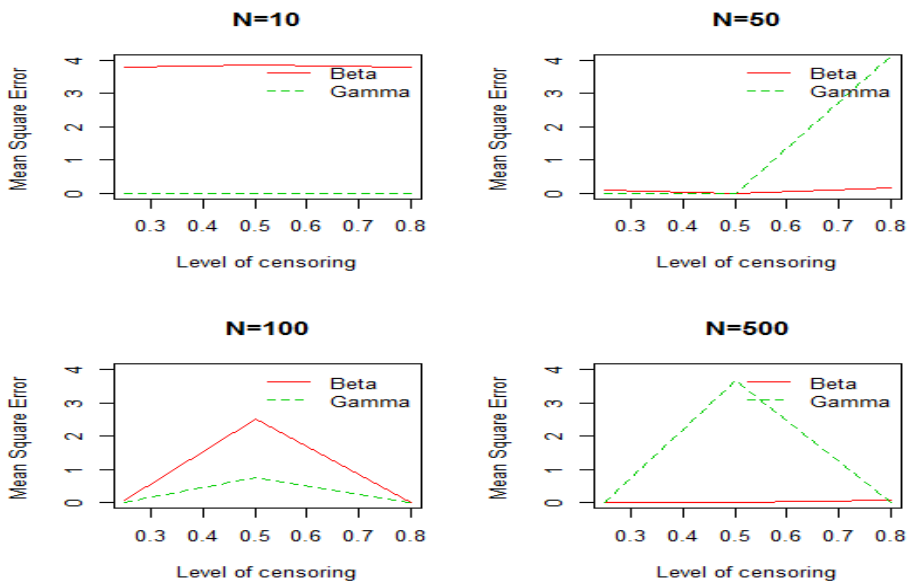 N=10
Mean Square Error
4
3
2
1
0
Beta
Gamma
0.3 0.4 0.5 0.6 0.7 0.8
Level of censoring
N=50
Mean Square Error
4
3
2
1
0
Beta
Gamma
0.3 0.4 0.5 0.6 0.7 0.8
Level of censoring
N=100
Mean Square Error
4
3
2
1
0
Beta
Gamma
0.3 0.4 0.5 0.6 0.7 0.8
Level of censoring
N=500
Mean Square Error
4
3
2
1
0
Beta
Gamma
0.3 0.4 0.5 0.6 0.7 0.8
Level of censoring